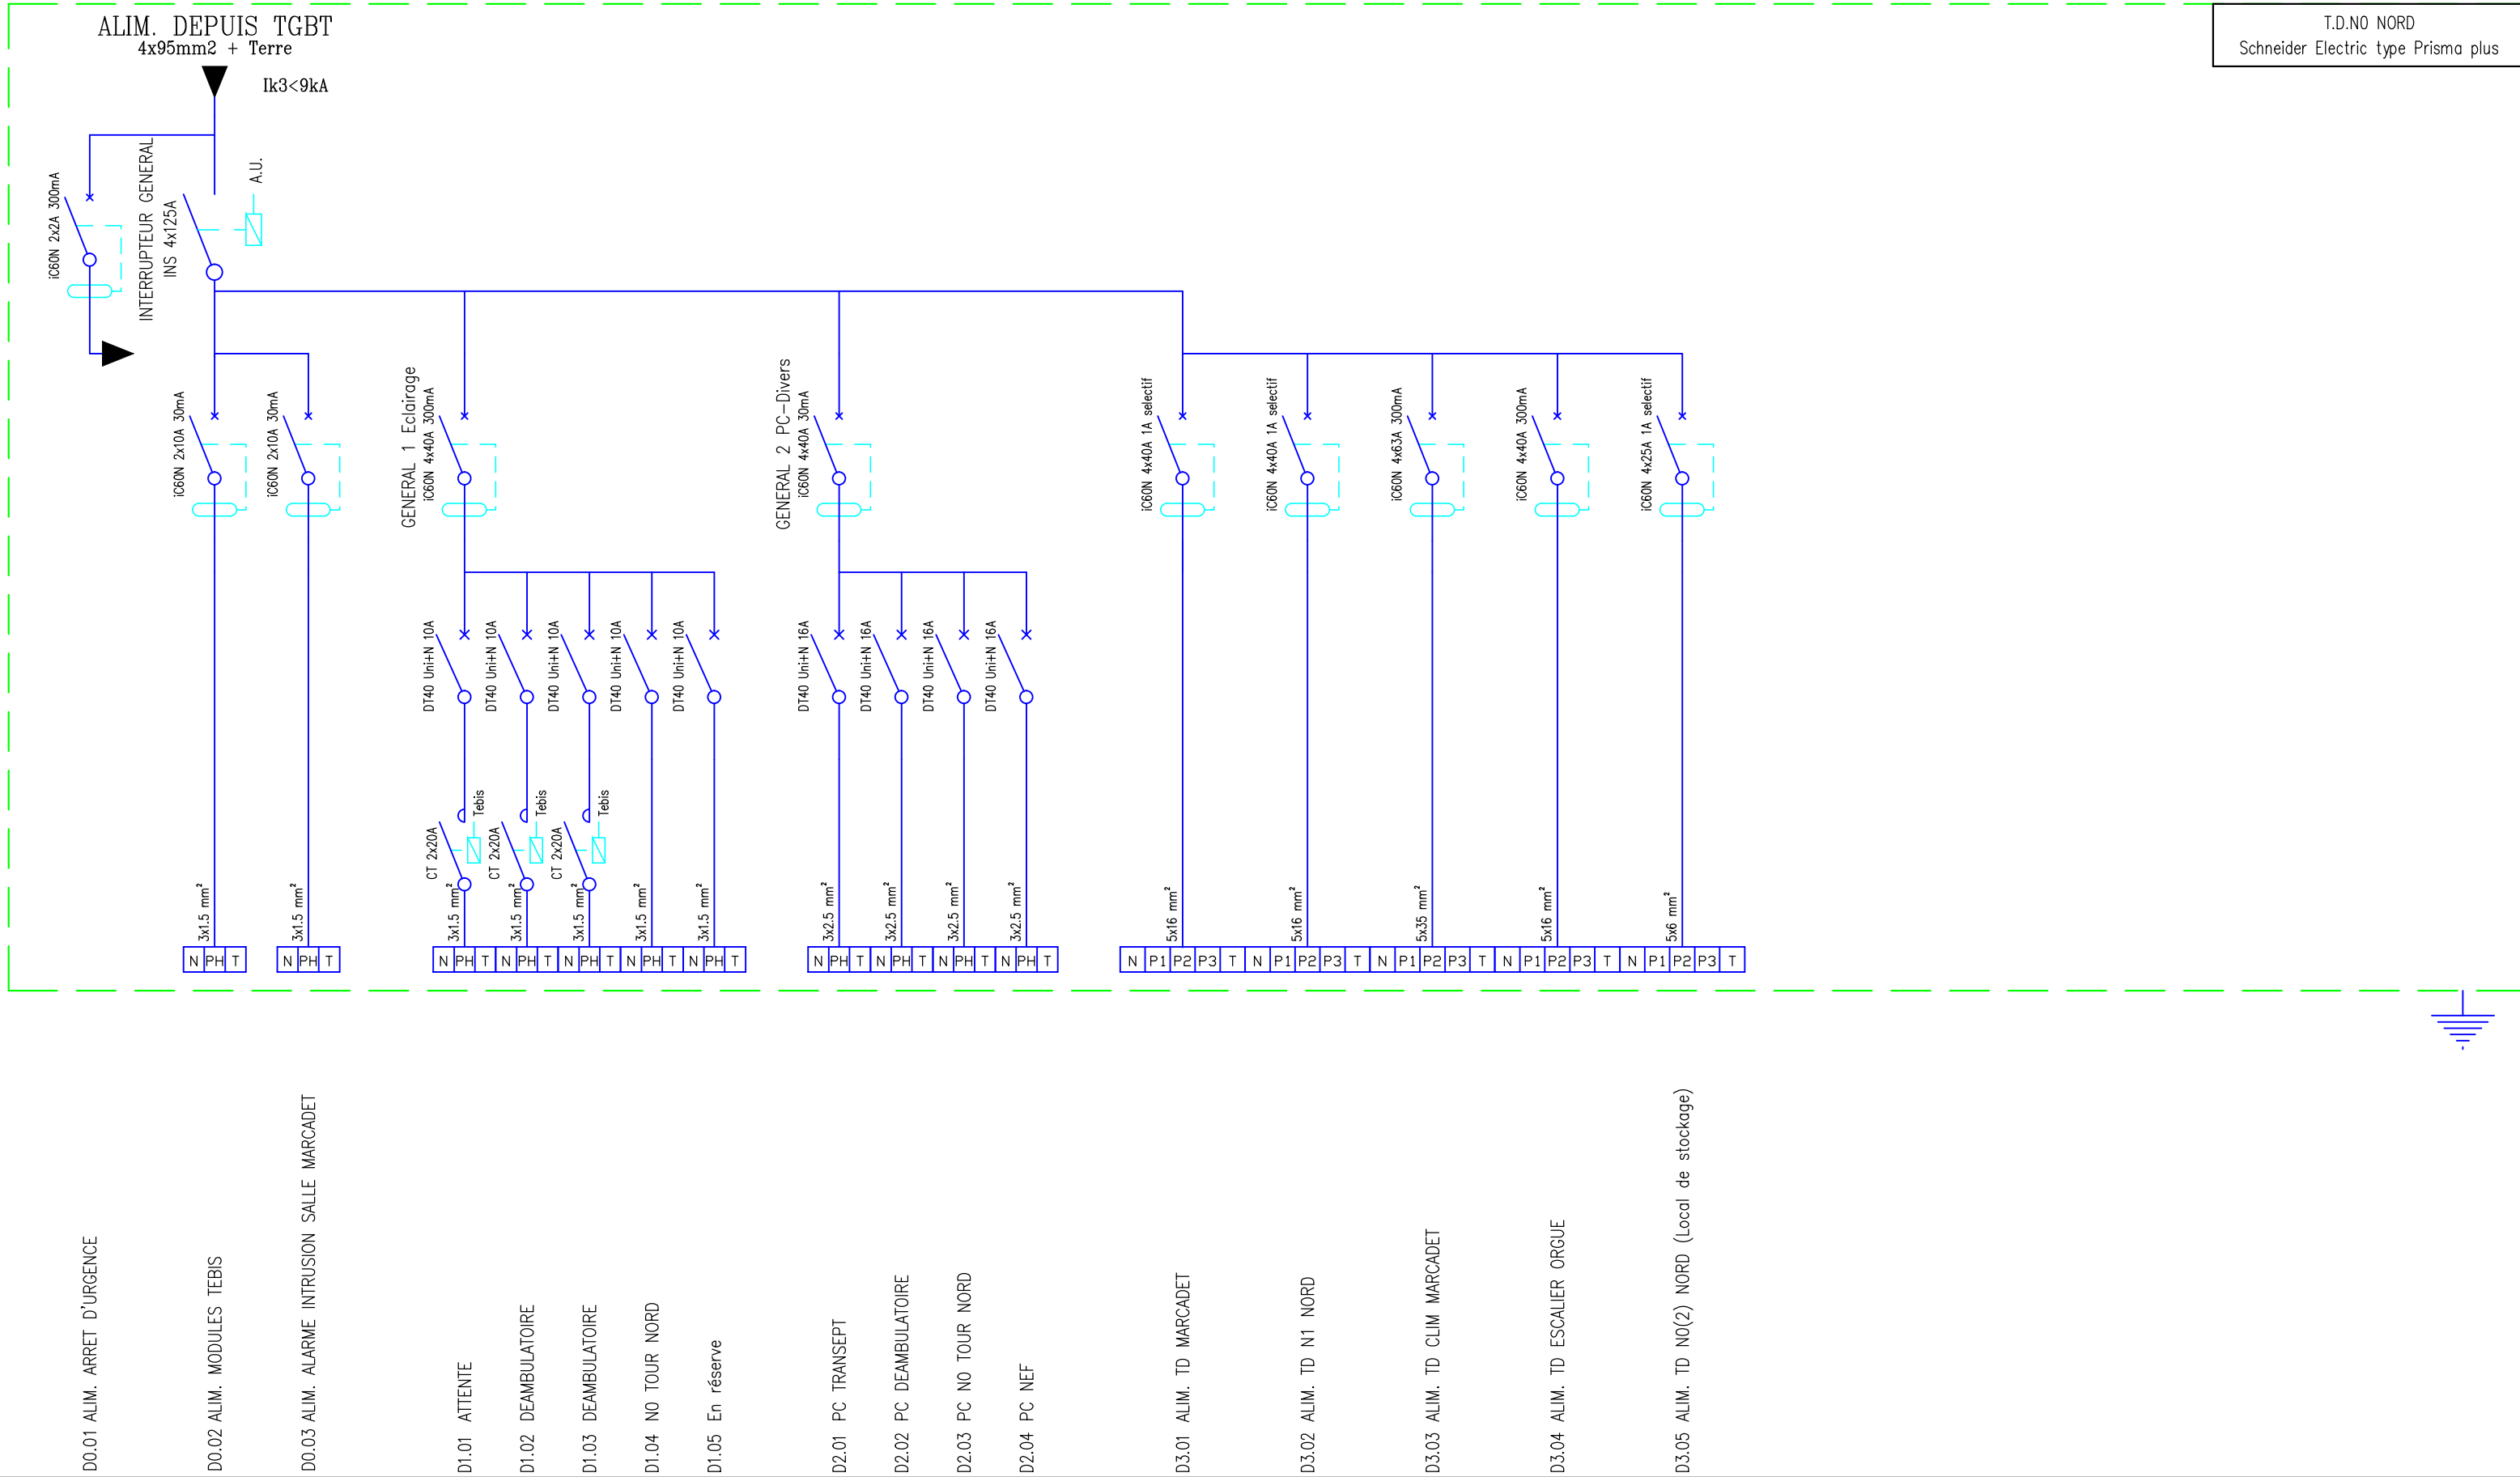 ALIM. DEPUIS TGBT
4x95mm2 + Terre
Ik3<9kA
T.D.N0 NORD
Schneider Electric type Prisma plus
iC60N 2x2A 300mA
INTERRUPTEUR GENERAL
INS 4x125A
A.U.
iC60N 2x10A 30mA
iC60N 2x10A 30mA
GENERAL 1 Eclairage
iC60N 4x40A 300mA
GENERAL 2 PC-Divers
iC60N 4x40A 30mA
iC60N 4x40A 1A selectif
iC60N 4x40A 1A selectif
iC60N 4x63A 300mA
iC60N 4x40A 300mA
iC60N 4x25A 1A selectif
DT40 Uni+N 10A
DT40 Uni+N 10A
DT40 Uni+N 10A
DT40 Uni+N 10A
DT40 Uni+N 10A
DT40 Uni+N 16A
DT40 Uni+N 16A
DT40 Uni+N 16A
DT40 Uni+N 16A
CT 2x20A
Tebis
CT 2x20A
Tebis
CT 2x20A
Tebis
3x1.5 mm²
3x1.5 mm²
3x1.5 mm²
3x1.5 mm²
3x1.5 mm²
3x1.5 mm²
3x1.5 mm²
3x2.5 mm²
3x2.5 mm²
3x2.5 mm²
3x2.5 mm²
5x16 mm²
5x16 mm²
5x35 mm²
5x16 mm²
5x6 mm²
N PH T
N PH T
N PH T N PH T N PH T N PH T N PH T
N PH T N PH T N PH T N PH T
N P1 P2 P3 T N P1 P2 P3 T N P1 P2 P3 T N P1 P2 P3 T N P1 P2 P3 T
D0.01 ALIM. ARRET D'URGENCE
D0.02 ALIM. MODULES TEBIS
D0.03 ALIM. ALARME INTRUSION SALLE MARCADET
D1.01 ATTENTE
D1.02 DEAMBULATOIRE
D1.03 DEAMBULATOIRE
D1.04 N0 TOUR NORD
D1.05 En réserve
D2.01 PC TRANSEPT
D2.02 PC DEAMBULATOIRE
D2.03 PC N0 TOUR NORD
D2.04 PC NEF
D3.01 ALIM. TD MARCADET
D3.02 ALIM. TD N1 NORD
D3.03 ALIM. TD CLIM MARCADET
D3.04 ALIM. TD ESCALIER ORGUE
D3.05 ALIM. TD N0(2) NORD (Local de stockage)